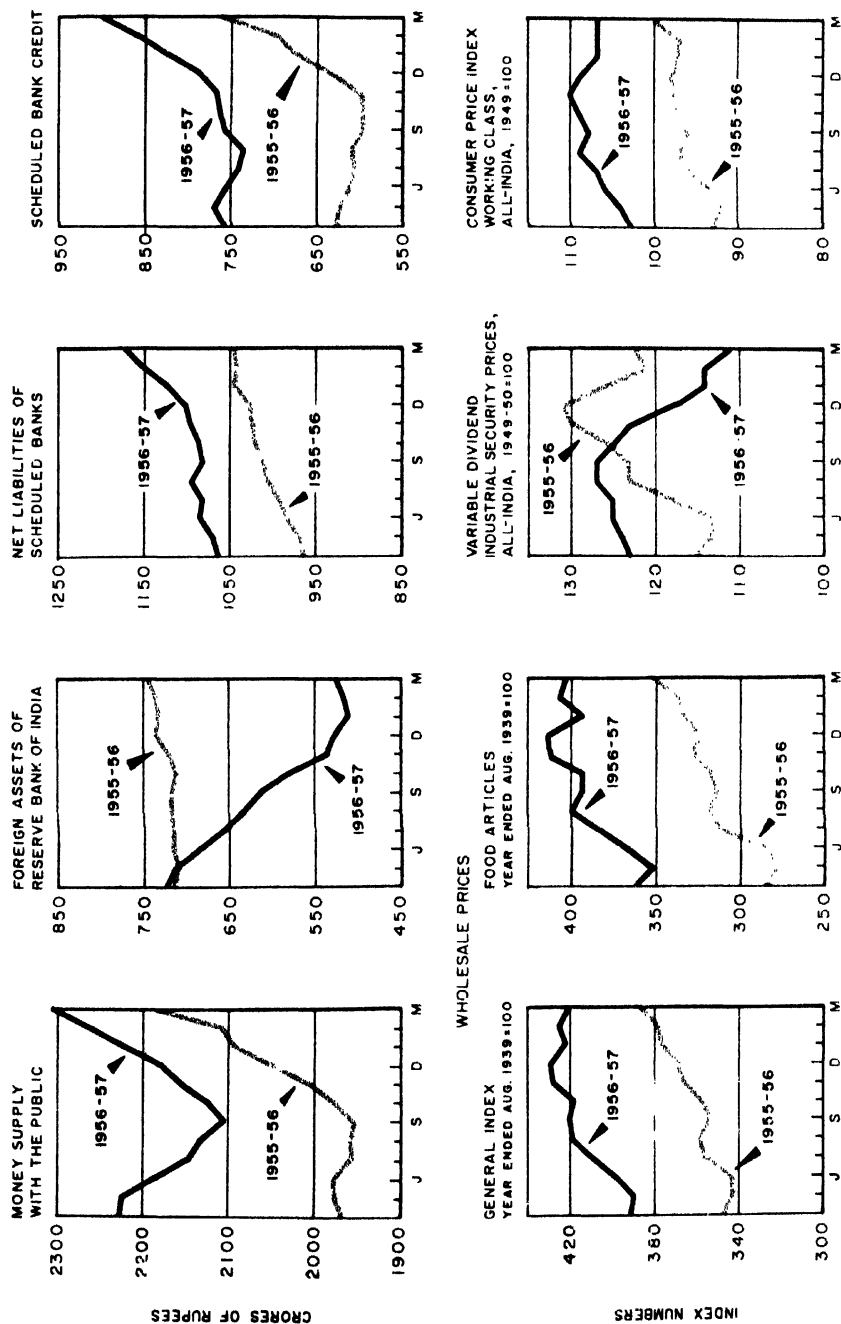 MONEY SUPPLY
WITH THE PUBLIC
2300
2200
2100
2000
1900
1956-57
1955-56
CRORES OF RUPEES
FOREIGN ASSETS OF
RESERVE BANK OF INDIA
850
750
650
550
450
1955-56
1956-57
NET LIABILITIES OF
SCHEDULED BANKS
1250
1150
1050
950
850
1956-57
1955-56
SCHEDULED BANK CREDIT
950
850
750
650
550
1956-57
1955-56
J S D M
J S D M
J S D M
J S D M
WHOLESALE PRICES
GENERAL INDEX
YEAR ENDED AUG. 1939=100
420
380
340
300
1956-57
1955-56
INDEX NUMBERS
FOOD ARTICLES
YEAR ENDED AUG. 1939=100
400
350
300
250
1956-57
1955-56
VARIABLE DIVIDEND
INDUSTRIAL SECURITY PRICES,
ALL-INDIA, 1949-50=100
130
120
110
100
1955-56
1956-57
CONSUMER PRICE INDEX
WORKING CLASS,
ALL-INDIA, 1949=100
110
100
90
80
1956-57
1955-56
J S D M
J S D M
J S D M
J S D M